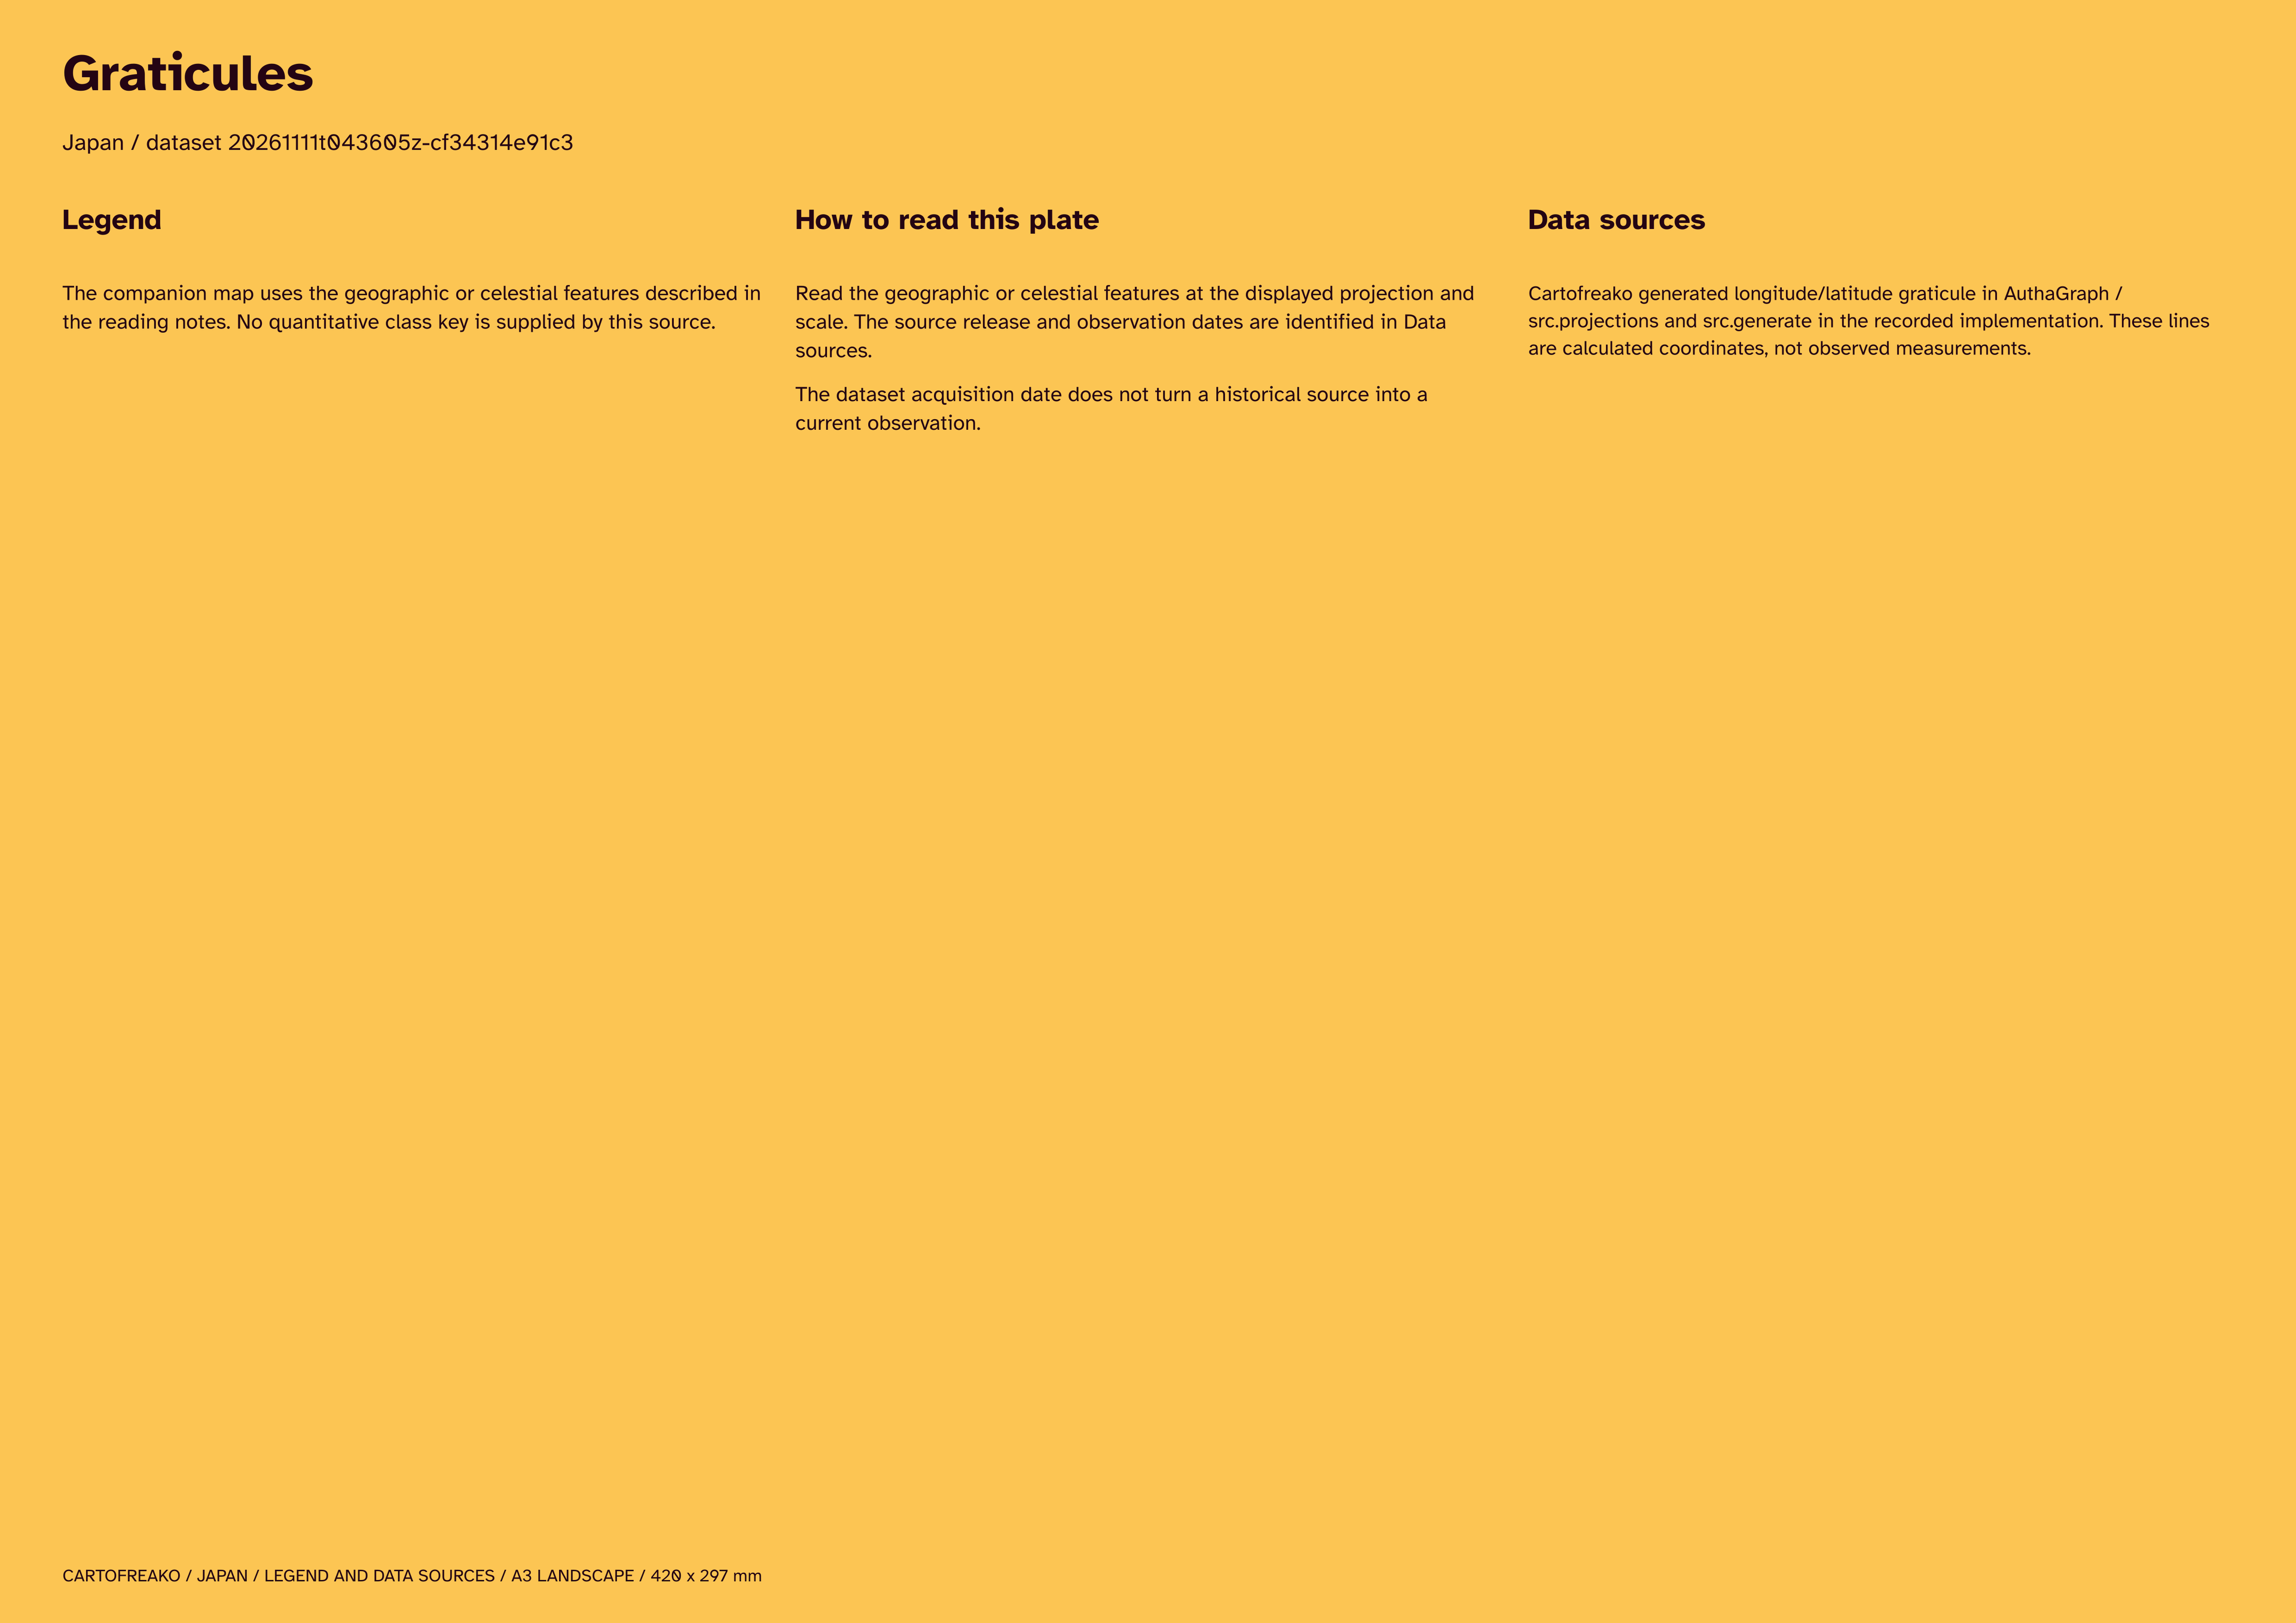 Graticules
Japan / dataset 20261111t043605z-cf34314e91c3
Legend
The companion map uses the geographic or celestial features described in
the reading notes. No quantitative class key is supplied by this source.
How to read this plate
Read the geographic or celestial features at the displayed projection and
scale. The source release and observation dates are identified in Data
sources.
The dataset acquisition date does not turn a historical source into a
current observation.
Data sources
Cartofreako generated longitude/latitude graticule in AuthaGraph /
src.projections and src.generate in the recorded implementation. These lines
are calculated coordinates, not observed measurements.
CARTOFREAKO / JAPAN / LEGEND AND DATA SOURCES / A3 LANDSCAPE / 420 x 297 mm